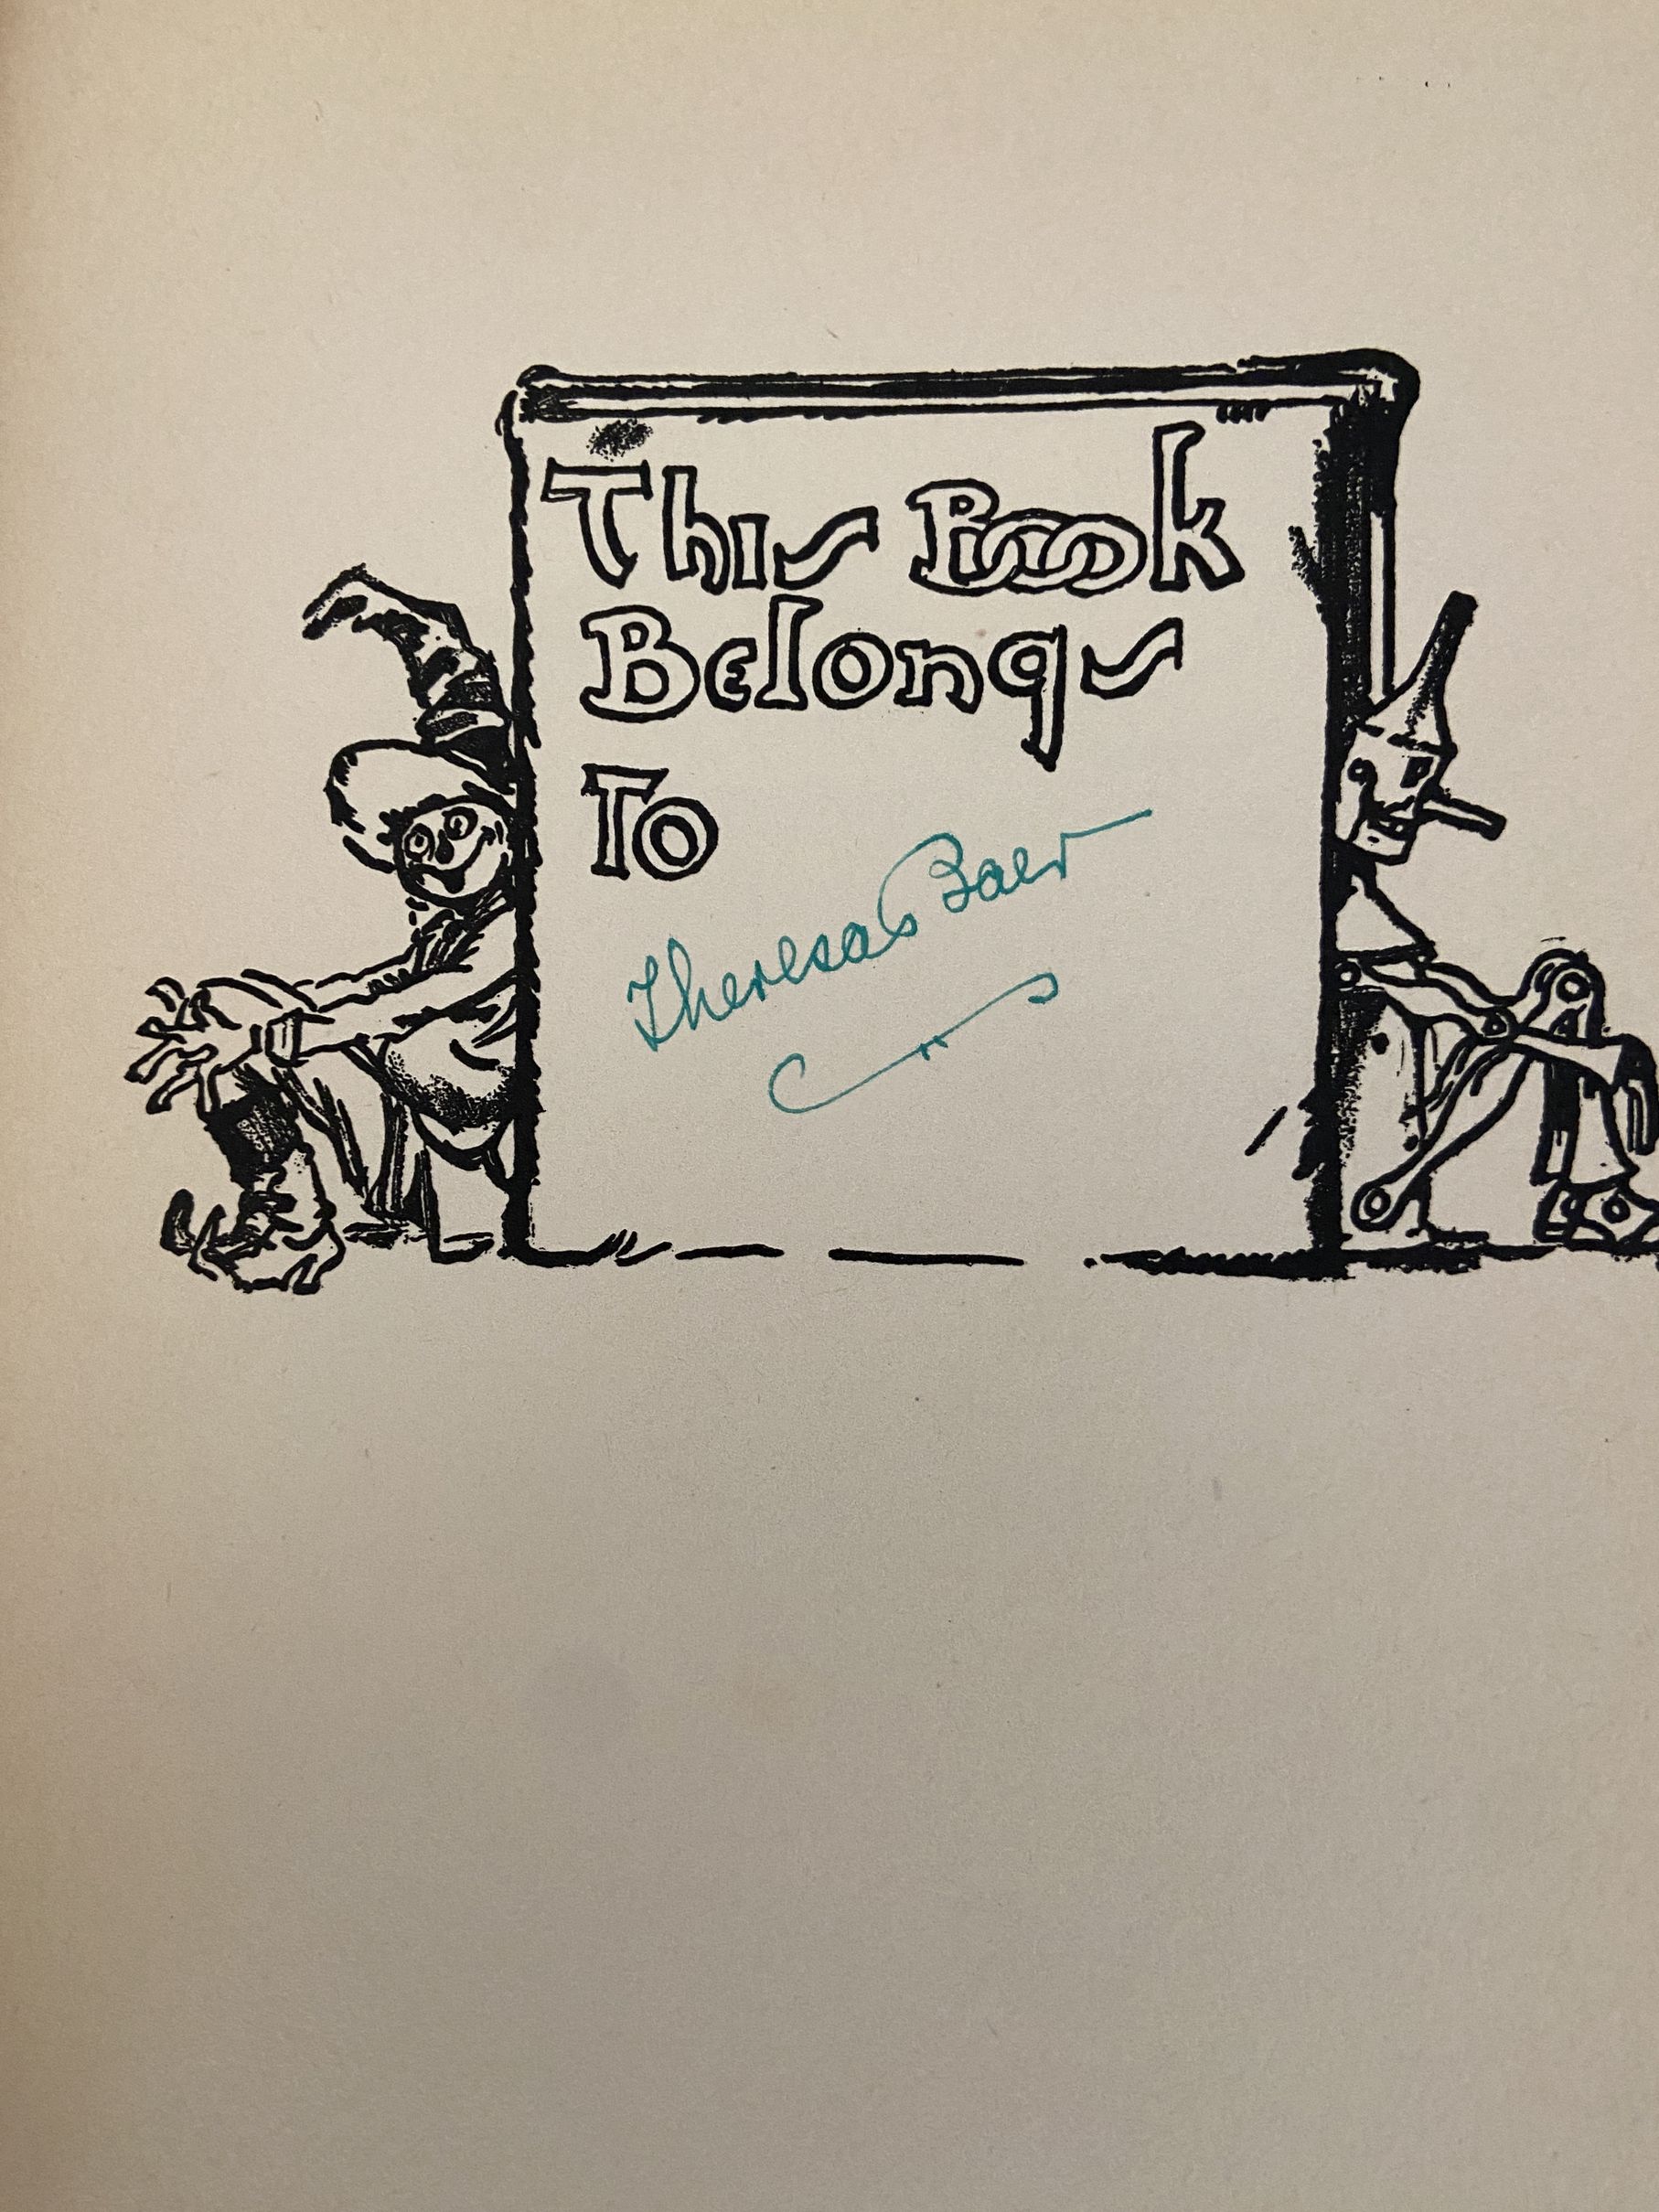 This Book
Belongs
To
Theresa Baer